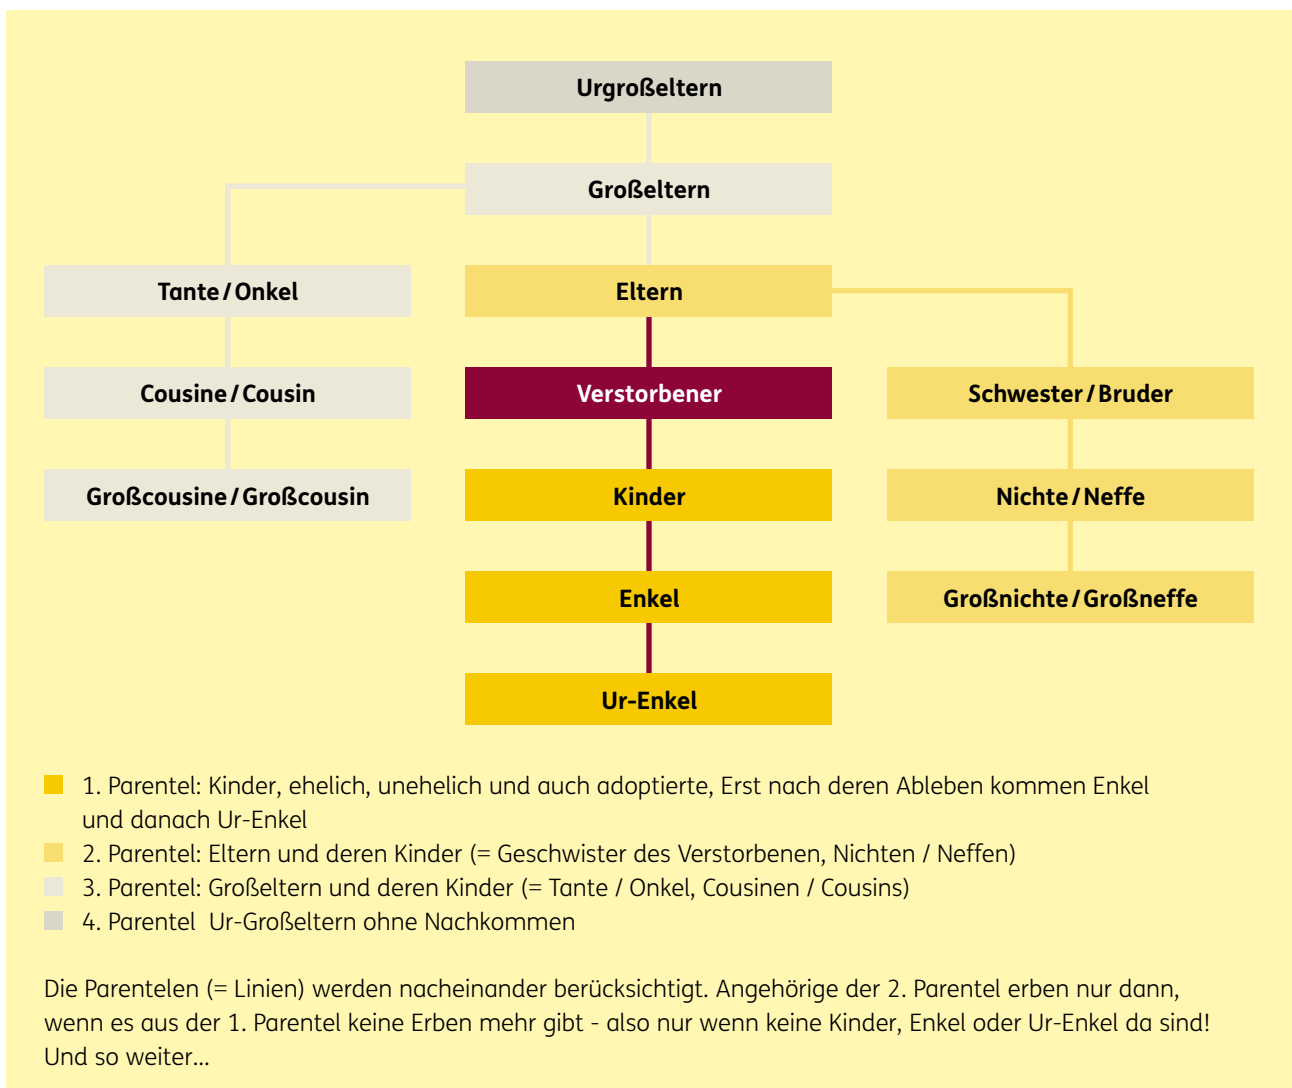 Urgroßeltern
Großeltern
Tante / Onkel
Eltern
Cousine / Cousin
Verstorbener
Schwester / Bruder
Großcousine / Großcousin
Kinder
Nichte / Neffe
Enkel
Großnichte / Großneffe
Ur-Enkel
1. Parentel: Kinder, ehelich, unehelich und auch adoptierte, Erst nach deren Ableben kommen Enkel
und danach Ur-Enkel
2. Parentel: Eltern und deren Kinder (= Geschwister des Verstorbenen, Nichten / Neffen)
3. Parentel: Großeltern und deren Kinder (= Tante / Onkel, Cousinen / Cousins)
4. Parentel  Ur-Großeltern ohne Nachkommen
Die Parentelen (= Linien) werden nacheinander berücksichtigt. Angehörige der 2. Parentel erben nur dann,
wenn es aus der 1. Parentel keine Erben mehr gibt - also nur wenn keine Kinder, Enkel oder Ur-Enkel da sind!
Und so weiter...